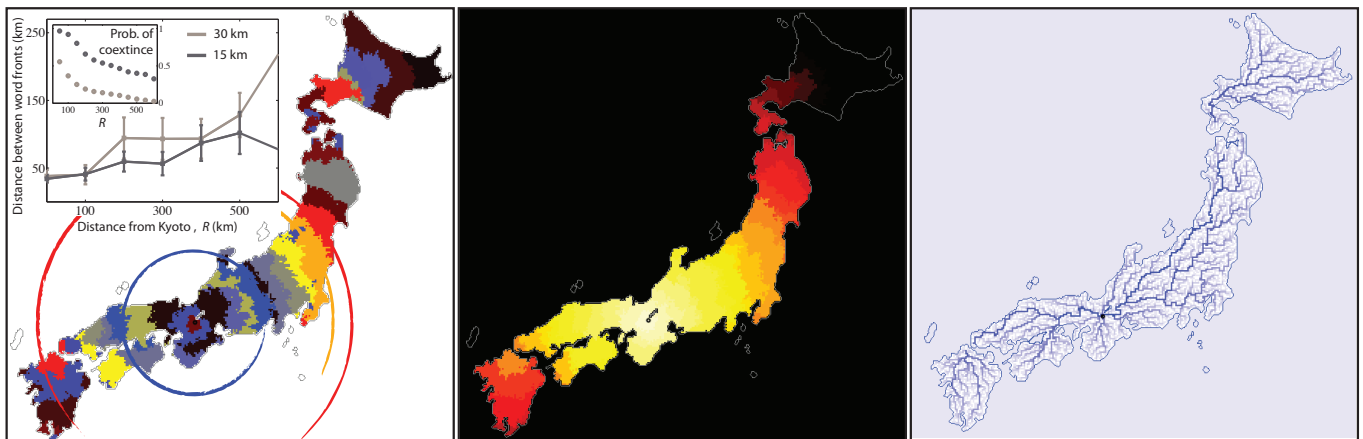 Distance between word fronts (km)
250
150
50
Prob. of
coextince
1
0.5
0
100
300
500
R
30 km
15 km
100
300
500
Distance from Kyoto , R (km)